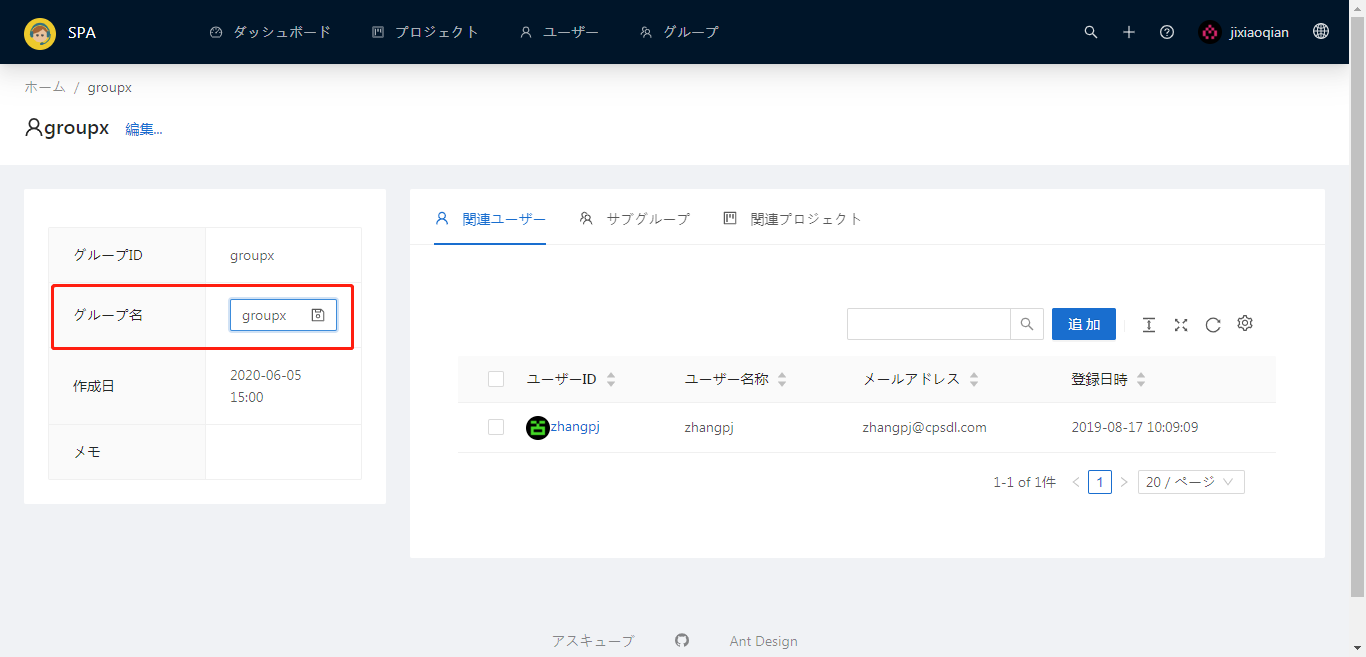 SPA ダッシュボード プロジェクト ユーザー グループ jixiaoqian
ホーム / groupx
groupx 編集...
関連ユーザー サブグループ 関連プロジェクト
グループID groupx
グループ名 groupx
作成日 2020-06-05
15:00
メモ
追 加
ユーザーID ユーザー名称 メールアドレス 登録日時
zhangpj zhangpj zhangpj@cpsdl.com 2019-08-17 10:09:09
1-1 of 1件 < 1 > 20 / ページ
アスキューブ Ant Design